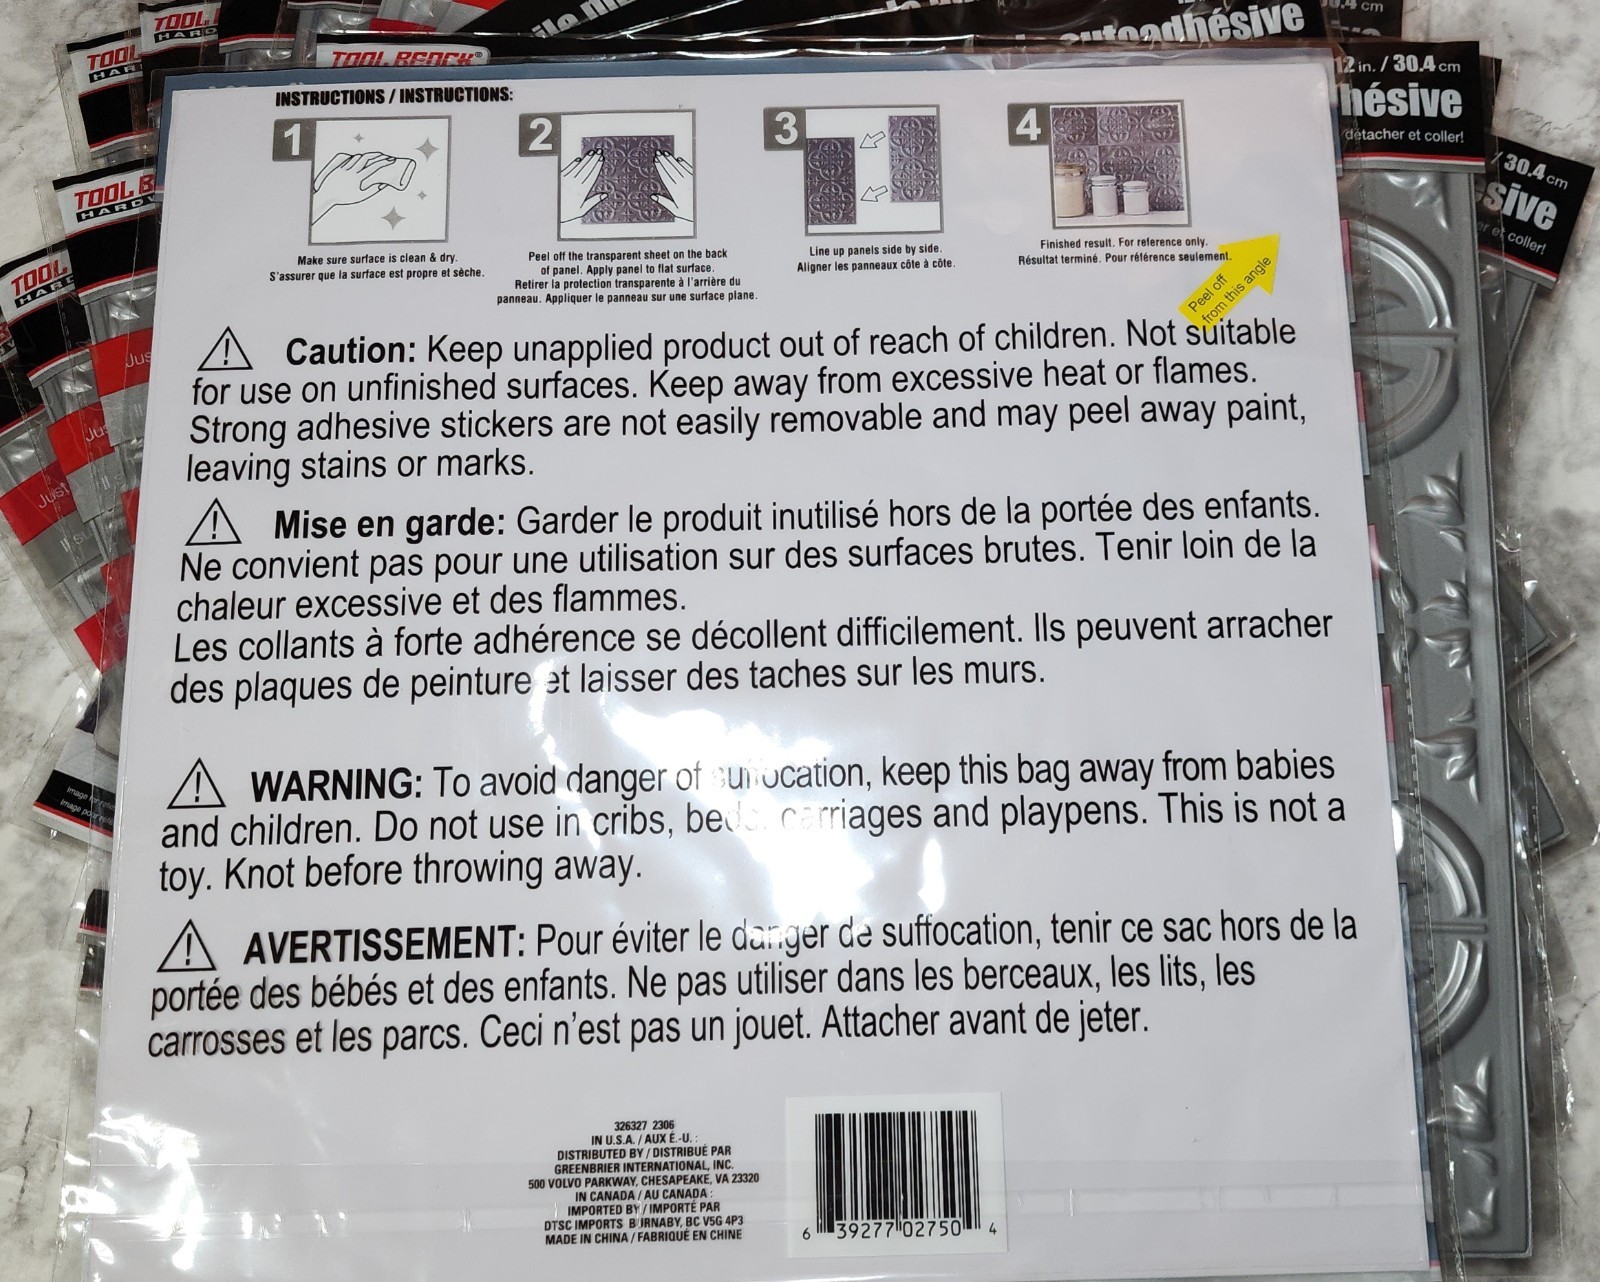 TOOL BENCH®
12 in. / 30.4 cm
30.4 cm
autoadhésive
détacher et coller!
INSTRUCTIONS / INSTRUCTIONS:
1
2
3
4
Make sure surface is clean & dry.
S'assurer que la surface est propre et sèche.
Peel off the transparent sheet on the back
of panel. Apply panel to flat surface.
Retirer la protection transparente à l'arrière du
panneau. Appliquer le panneau sur une surface plane.
Line up panels side by side.
Aligner les panneaux côte à côte.
Finished result. For reference only.
Résultat terminé. Pour référence seulement.
Peel off
from this angle
Caution: Keep unapplied product out of reach of children. Not suitable
for use on unfinished surfaces. Keep away from excessive heat or flames.
Strong adhesive stickers are not easily removable and may peel away paint,
leaving stains or marks.
Mise en garde: Garder le produit inutilisé hors de la portée des enfants.
Ne convient pas pour une utilisation sur des surfaces brutes. Tenir loin de la
chaleur excessive et des flammes.
Les collants à forte adhérence se décollent difficilement. Ils peuvent arracher
des plaques de peinture et laisser des taches sur les murs.
WARNING: To avoid danger of suffocation, keep this bag away from babies
and children. Do not use in cribs, beds, carriages and playpens. This is not a
toy. Knot before throwing away.
AVERTISSEMENT: Pour éviter le danger de suffocation, tenir ce sac hors de la
portée des bébés et des enfants. Ne pas utiliser dans les berceaux, les lits, les
carrosses et les parcs. Ceci n'est pas un jouet. Attacher avant de jeter.
326327 2306
IN U.S.A. / AUX É.-U. :
DISTRIBUTED BY / DISTRIBUÉ PAR
GREENBRIER INTERNATIONAL, INC.
500 VOLVO PARKWAY, CHESAPEAKE, VA 23320
IN CANADA / AU CANADA :
IMPORTED BY / IMPORTÉ PAR
DTSC IMPORTS BURNABY, BC V5G 4P3
MADE IN CHINA / FABRIQUÉ EN CHINE
6 39277 02750 4